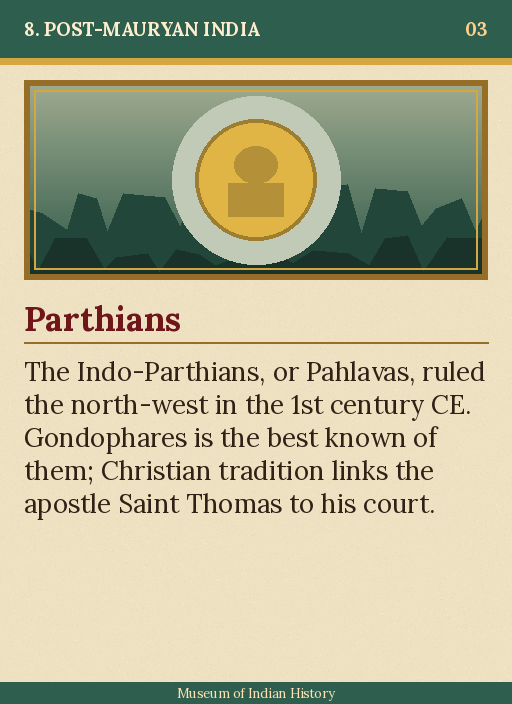 8. POST-MAURYAN INDIA 03
Parthians
The Indo-Parthians, or Pahlavas, ruled
the north-west in the 1st century CE.
Gondophares is the best known of
them; Christian tradition links the
apostle Saint Thomas to his court.
Museum of Indian History